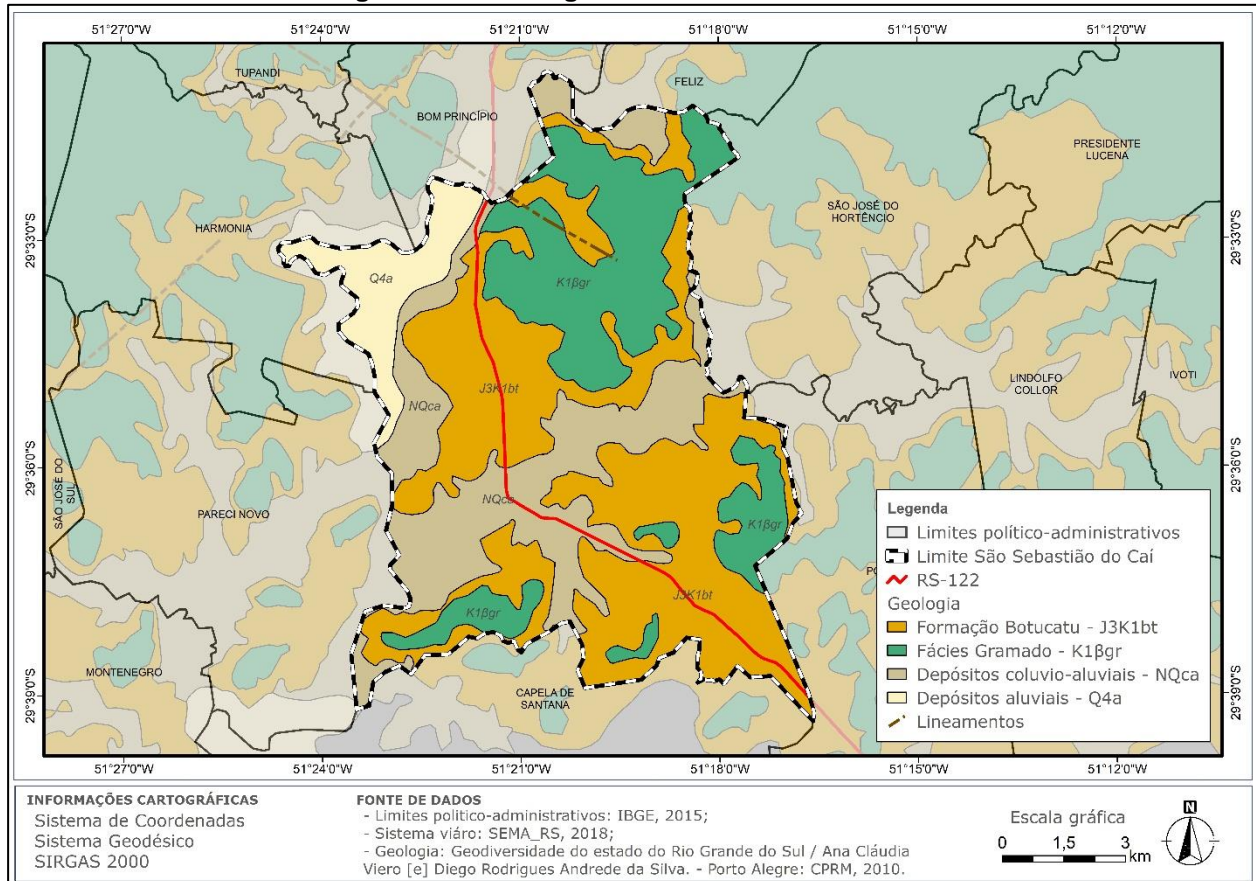 51°27'0"W 51°24'0"W 51°21'0"W 51°18'0"W 51°15'0"W 51°12'0"W
TUPANDI
FELIZ
BOM PRINCÍPIO
PRESIDENTE
LUCENA
SÃO JOSÉ DO
HORTÊNCIO
HARMONIA
29°33'0"S
29°33'0"S
Q4a
K1βgr
J3K1bt
NQca
LINDOLFO
COLLOR
IVOTI
29°36'0"S
29°36'0"S
SÃO JOSÉ DO
SUL
PARECI NOVO
NQca
K1βgr
J3K1bt
K1βgr
MONTENEGRO
CAPELA DE
SANTANA
29°39'0"S
29°39'0"S
Legenda
Limites político-administrativos
Limite São Sebastião do Caí
RS-122
Geologia
Formação Botucatu - J3K1bt
Fácies Gramado - K1βgr
Depósitos coluvio-aluviais - NQca
Depósitos aluviais - Q4a
Lineamentos
51°27'0"W 51°24'0"W 51°21'0"W 51°18'0"W 51°15'0"W 51°12'0"W
INFORMAÇÕES CARTOGRÁFICAS
Sistema de Coordenadas
Sistema Geodésico
SIRGAS 2000
FONTE DE DADOS
- Limites politico-administrativos: IBGE, 2015;
- Sistema viáro: SEMA_RS, 2018;
- Geologia: Geodiversidade do estado do Rio Grande do Sul / Ana Cláudia
Viero [e] Diego Rodrigues Andrede da Silva. - Porto Alegre: CPRM, 2010.
Escala gráfica
0 1,5 3
km
N